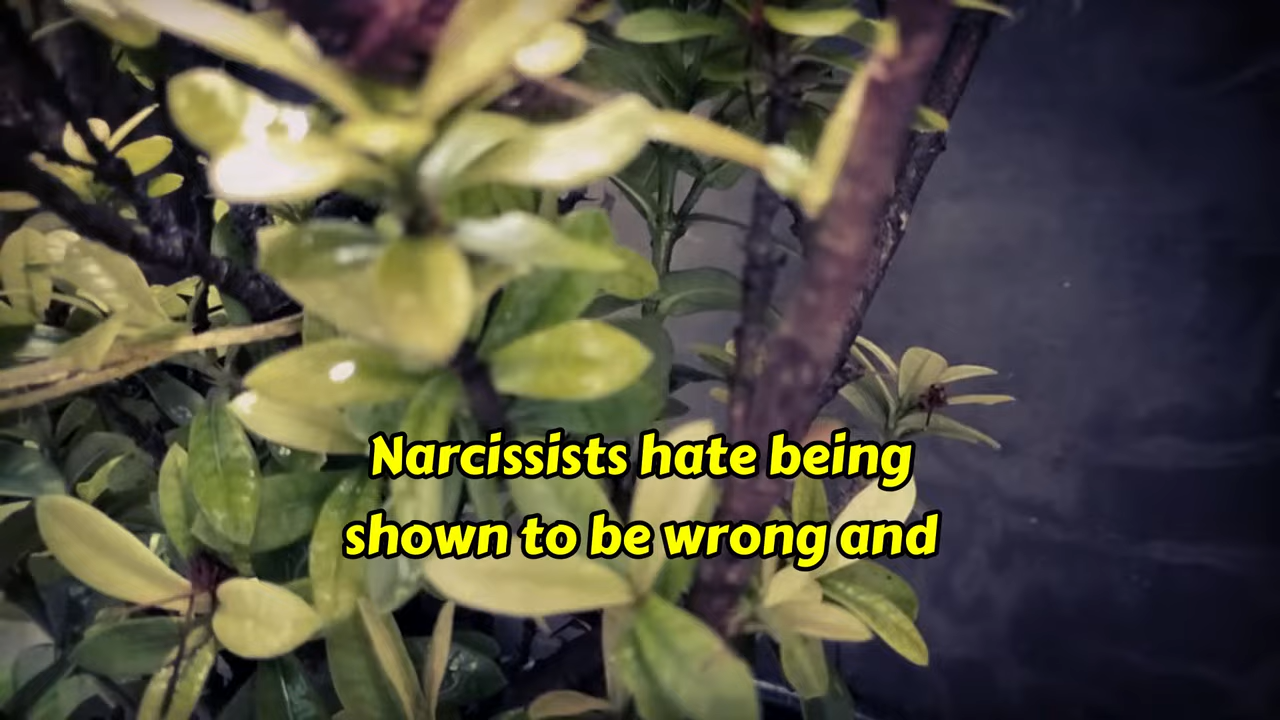 Narcissists hate being
shown to be wrong and